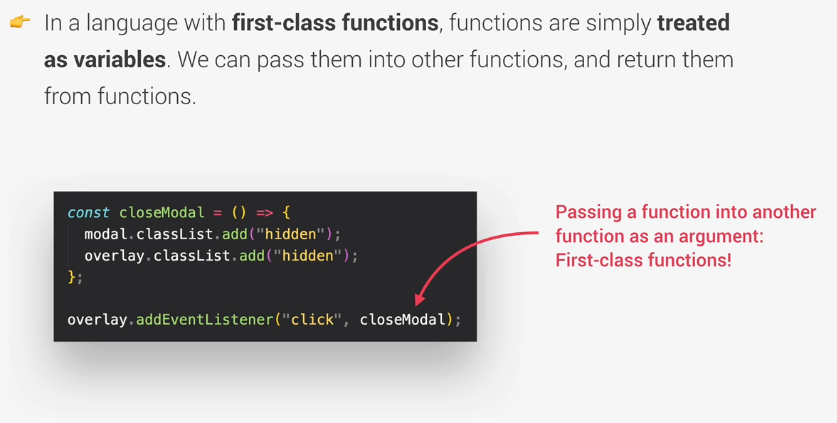 👉 In a language with first-class functions, functions are simply treated
as variables. We can pass them into other functions, and return them
from functions.
const closeModal = () => {
  modal.classList.add("hidden");
  overlay.classList.add("hidden");
};
overlay.addEventListener("click", closeModal);
Passing a function into another
function as an argument:
First-class functions!